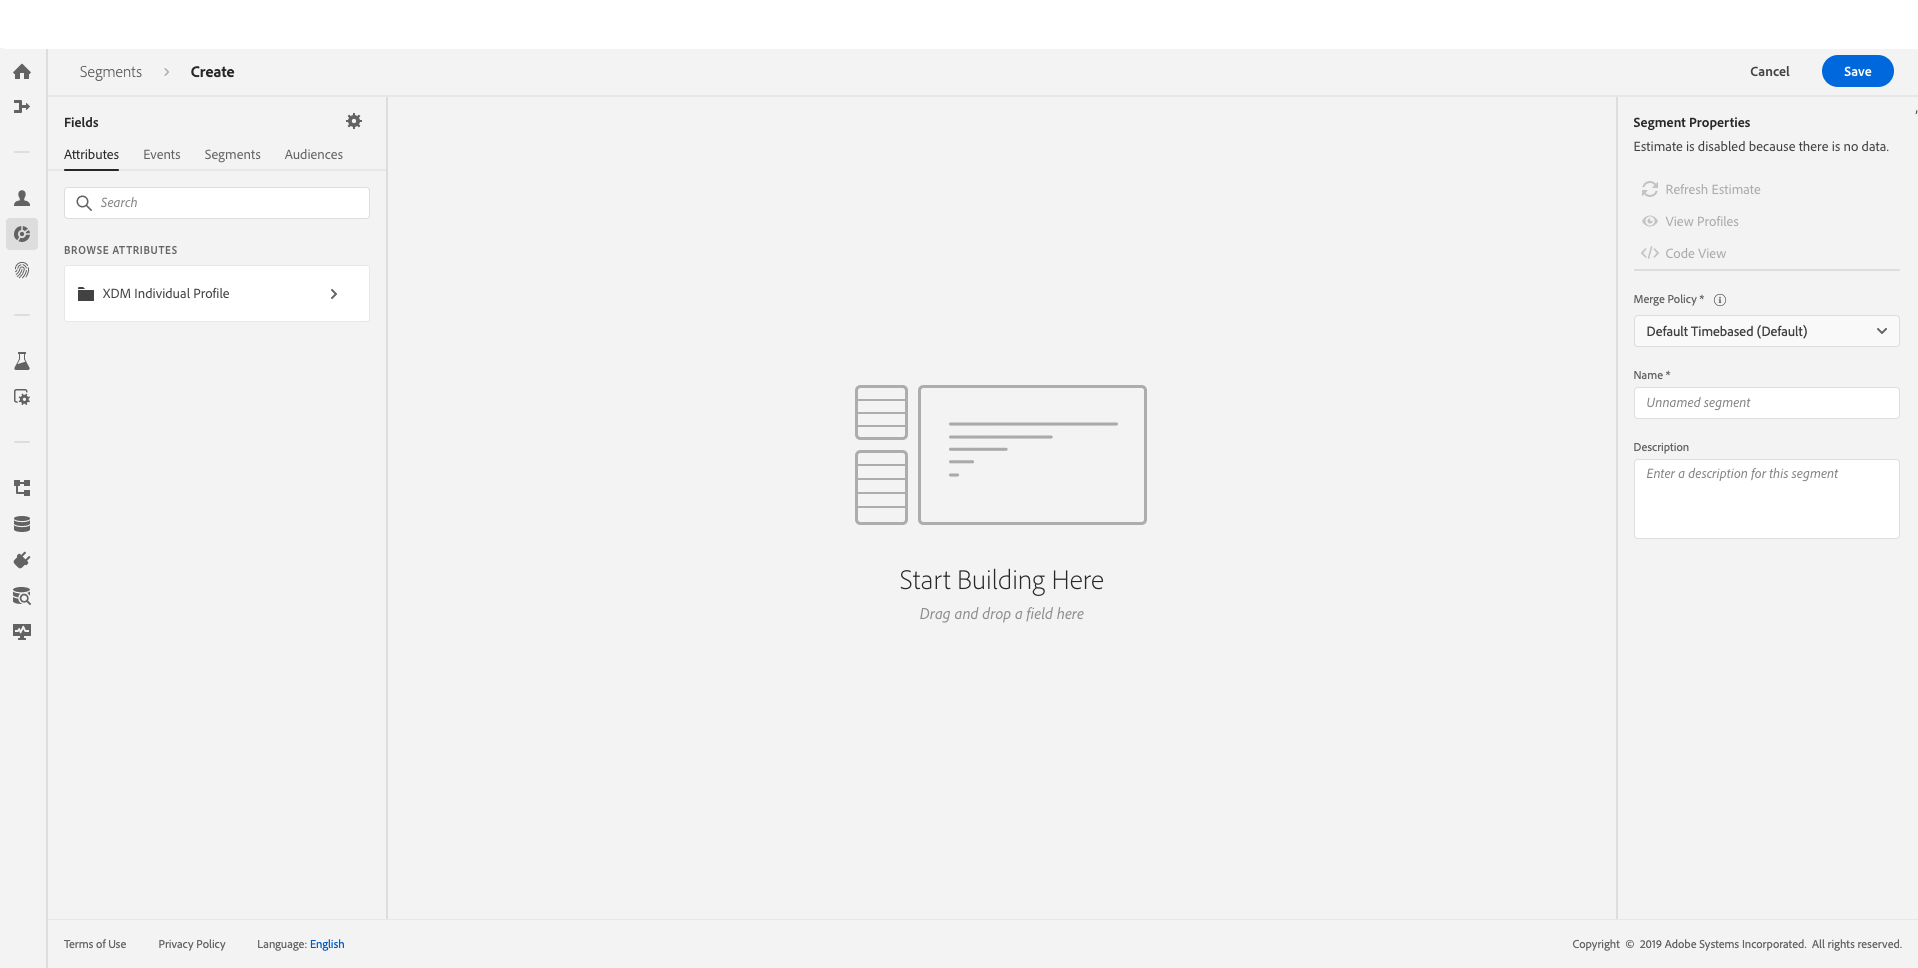 Segments > Create
Cancel
Save
Fields
Attributes Events Segments Audiences
Search
BROWSE ATTRIBUTES
XDM Individual Profile
Start Building Here
Drag and drop a field here
Segment Properties
Estimate is disabled because there is no data.
Refresh Estimate
View Profiles
</> Code View
Merge Policy *
Default Timebased (Default)
Name *
Unnamed segment
Description
Enter a description for this segment
Terms of Use Privacy Policy Language: English
Copyright © 2019 Adobe Systems Incorporated. All rights reserved.